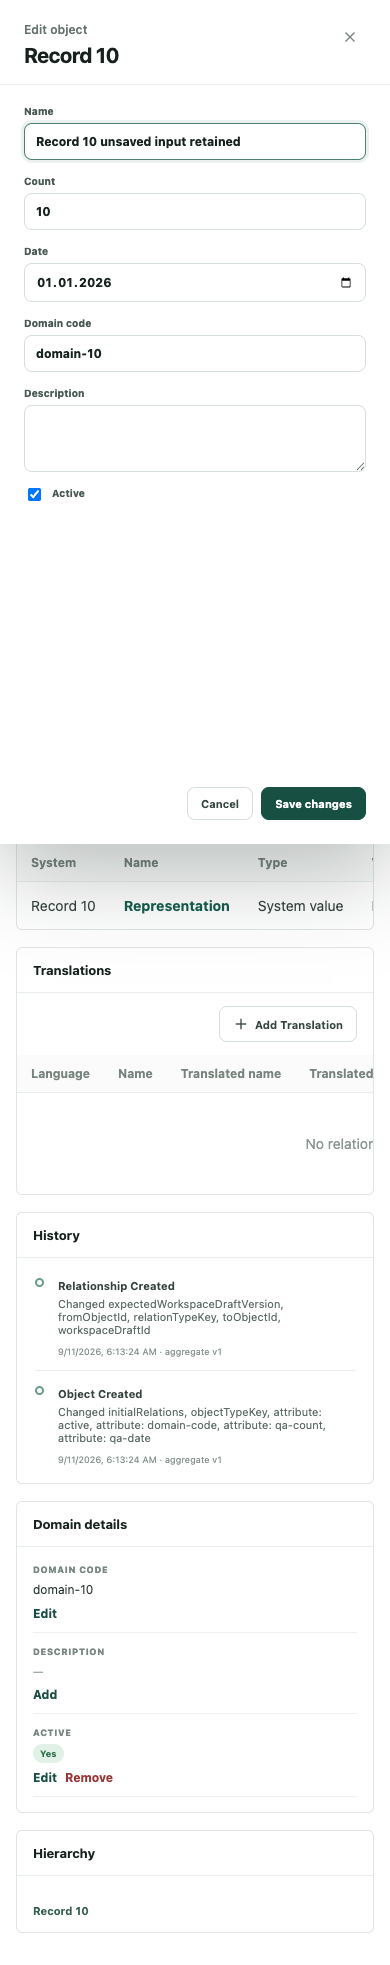 Edit object
Record 10
Name
Record 10 unsaved input retained
Count
10
Date
01.01.2026
Domain code
domain-10
Description
Active
Cancel
Save changes
System Name Type
Record 10 Representation System value
Translations
Add Translation
Language Name Translated name Translated
No relation
History
Relationship Created
Changed expectedWorkspaceDraftVersion,
fromObjectId, relationTypeKey, toObjectId,
workspaceDraftId
9/11/2026, 6:13:24 AM · aggregate v1
Object Created
Changed initialRelations, objectTypeKey, attribute:
active, attribute: domain-code, attribute: qa-count,
attribute: qa-date
9/11/2026, 6:13:24 AM · aggregate v1
Domain details
DOMAIN CODE
domain-10
Edit
DESCRIPTION
—
Add
ACTIVE
Yes
Edit Remove
Hierarchy
Record 10